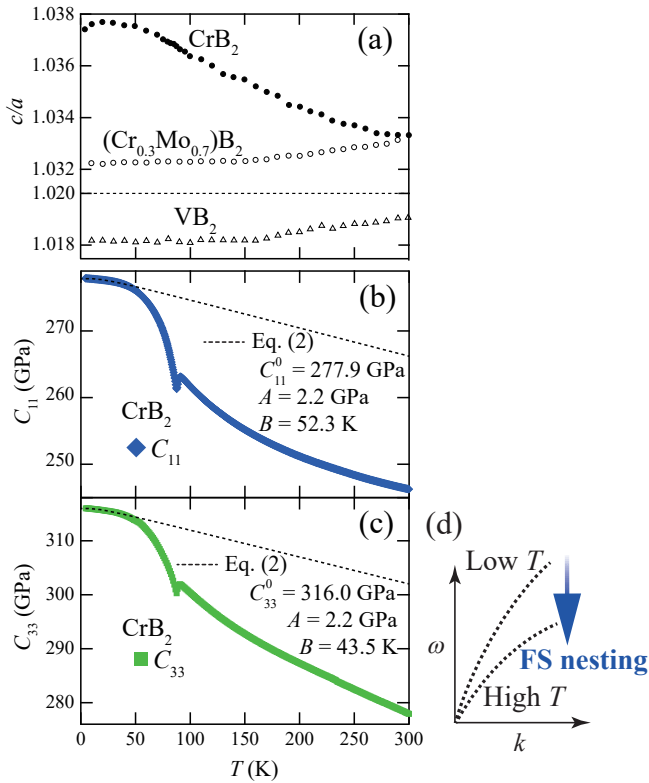 (a)
1.038
1.036
1.034
1.032
1.020
1.018
c/a
CrB₂
(Cr₀.₃Mo₀.₇)B₂
VB₂
(b)
270
260
250
C₁₁ (GPa)
Eq. (2)
C₁₁⁰ = 277.9 GPa
A = 2.2 GPa
B = 52.3 K
CrB₂
C₁₁
(c)
310
300
290
280
C₃₃ (GPa)
Eq. (2)
C₃₃⁰ = 316.0 GPa
A = 2.2 GPa
B = 43.5 K
CrB₂
C₃₃
0 50 100 150 200 250 300
T (K)
(d)
Low T
ω
FS nesting
High T
k